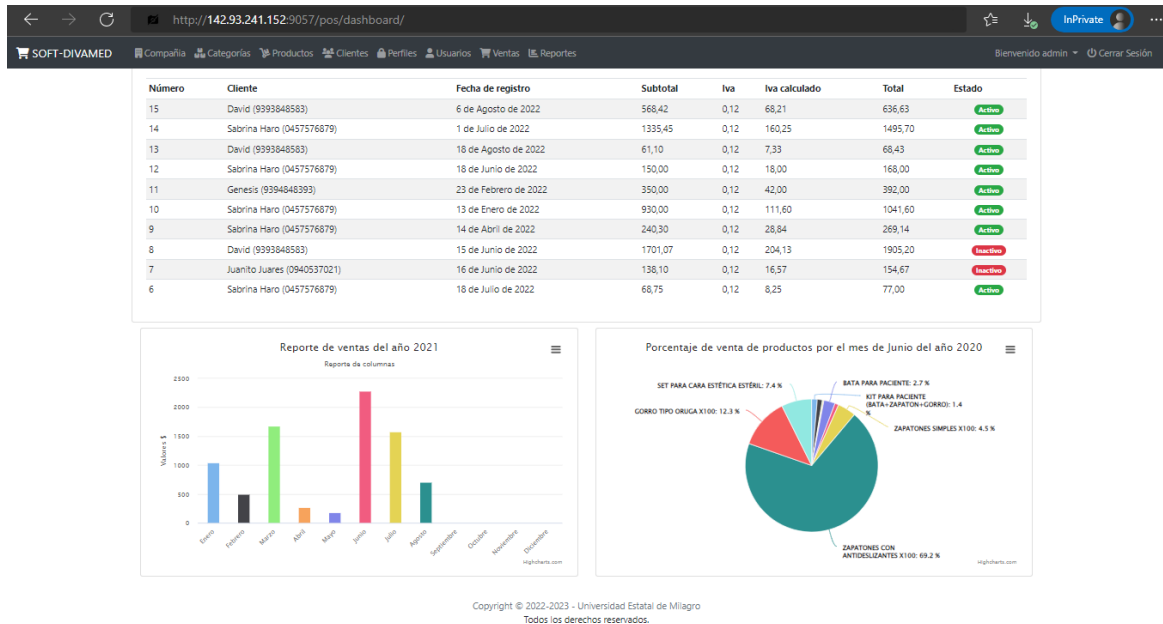 http://142.93.241.152:9057/pos/dashboard/
InPrivate
SOFT-DIVAMED Compañia Categorías Productos Clientes Perfiles Usuarios Ventas Reportes Bienvenido admin Cerrar Sesión
Número Cliente Fecha de registro Subtotal Iva Iva calculado Total Estado
15 David (9393848583) 6 de Agosto de 2022 568,42 0,12 68,21 636,63 Activo
14 Sabrina Haro (0457576879) 1 de Julio de 2022 1335,45 0,12 160,25 1495,70 Activo
13 David (9393848583) 18 de Agosto de 2022 61,10 0,12 7,33 68,43 Activo
12 Sabrina Haro (0457576879) 18 de Junio de 2022 150,00 0,12 18,00 168,00 Activo
11 Genesis (9394848393) 23 de Febrero de 2022 350,00 0,12 42,00 392,00 Activo
10 Sabrina Haro (0457576879) 13 de Enero de 2022 930,00 0,12 111,60 1041,60 Activo
9 Sabrina Haro (0457576879) 14 de Abril de 2022 240,30 0,12 28,84 269,14 Activo
8 David (9393848583) 15 de Junio de 2022 1701,07 0,12 204,13 1905,20 Inactivo
7 Juanito Juares (0940537021) 16 de Junio de 2022 138,10 0,12 16,57 154,67 Inactivo
6 Sabrina Haro (0457576879) 18 de Julio de 2022 68,75 0,12 8,25 77,00 Activo
Reporte de ventas del año 2021
Reporte de columnas
Valores $
2500
2000
1500
1000
500
0
Enero Febrero Marzo Abril Mayo Junio Julio Agosto Septiembre Octubre Noviembre Diciembre
Highcharts.com
Porcentaje de venta de productos por el mes de Junio del año 2020
SET PARA CARA ESTÉTICA ESTÉRIL: 7.4 %
BATA PARA PACIENTE: 2.7 %
KIT PARA PACIENTE
(BATA+ZAPATON+GORRO): 1.4
%
GORRO TIPO ORUGA X100: 12.3 %
ZAPATONES SIMPLES X100: 4.5 %
ZAPATONES CON
ANTIDESLIZANTES X100: 69.2 %
Highcharts.com
Copyright © 2022-2023 - Universidad Estatal de Milagro
Todos los derechos reservados.